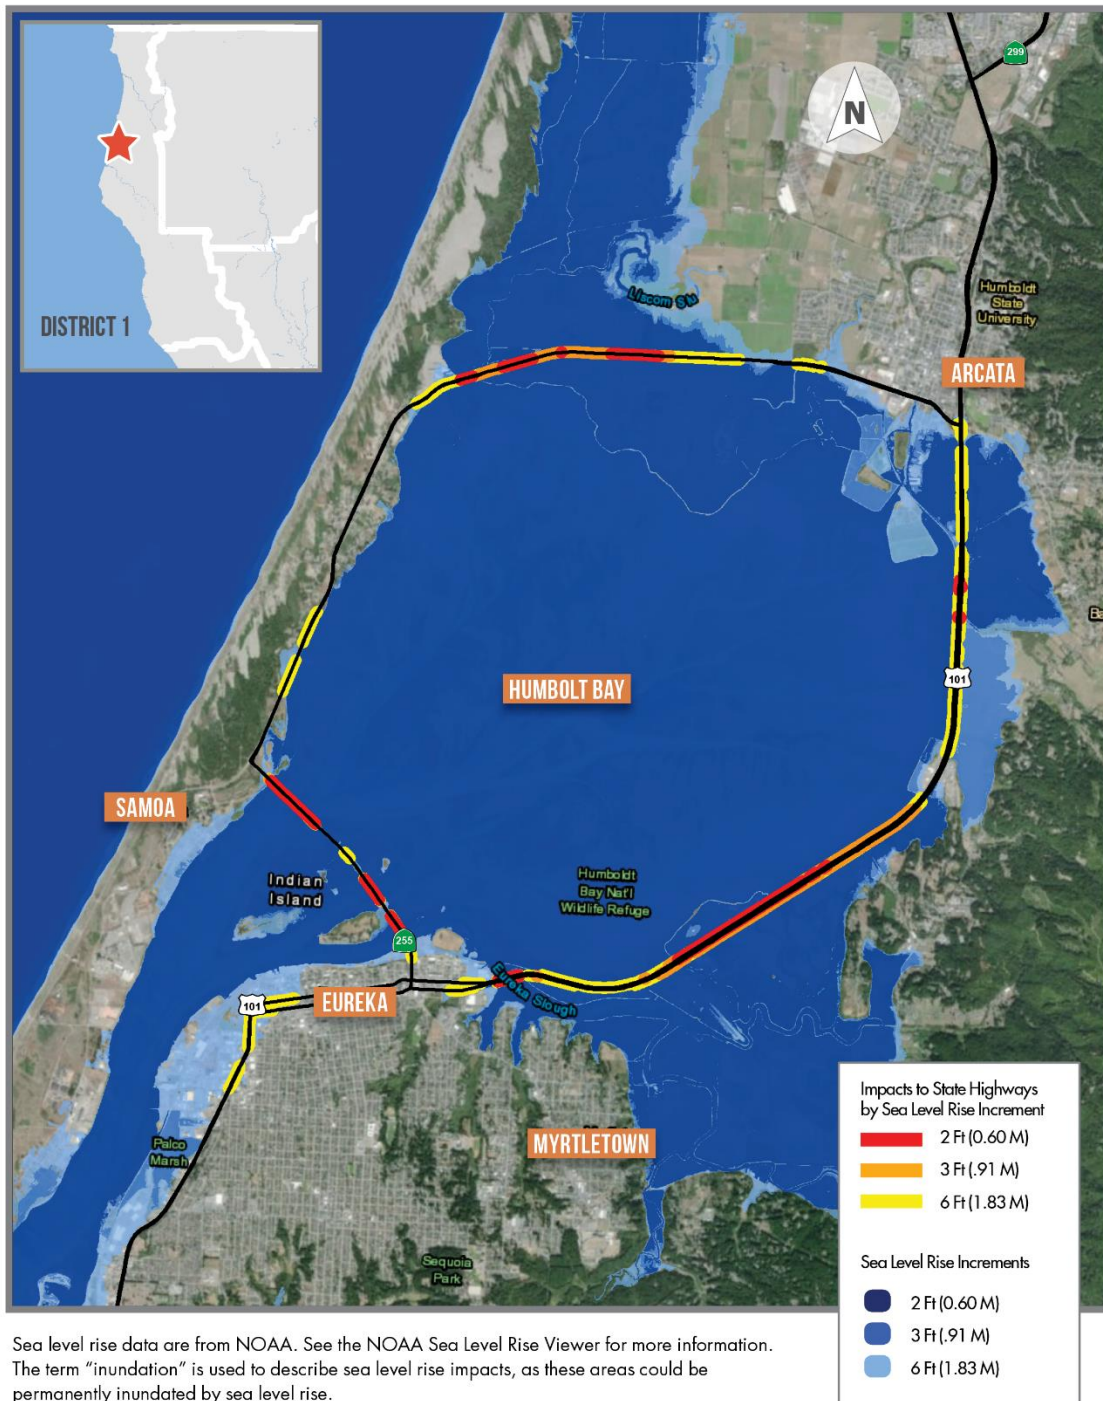 299
N
DISTRICT 1
Liscom Slu
Humboldt
State
University
ARCATA
101
HUMBOLT BAY
SAMOA
Indian
Island
Humboldt
Bay Nat'l
Wildlife Refuge
255
Eureka Slough
101
EUREKA
Palco
Marsh
MYRTLETOWN
Sequoia
Park
Impacts to State Highways
by Sea Level Rise Increment
2 Ft (0.60 M)
3 Ft (.91 M)
6 Ft (1.83 M)
Sea Level Rise Increments
2 Ft (0.60 M)
3 Ft (.91 M)
6 Ft (1.83 M)
Sea level rise data are from NOAA. See the NOAA Sea Level Rise Viewer for more information.
The term “inundation” is used to describe sea level rise impacts, as these areas could be
permanently inundated by sea level rise.